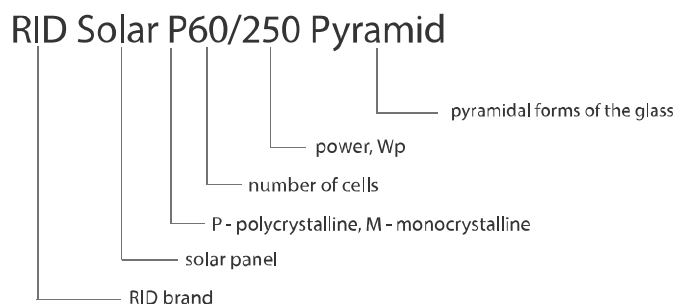 RID Solar P60/250 Pyramid
pyramidal forms of the glass
power, Wp
number of cells
P - polycrystalline, M - monocrystalline
solar panel
RID brand